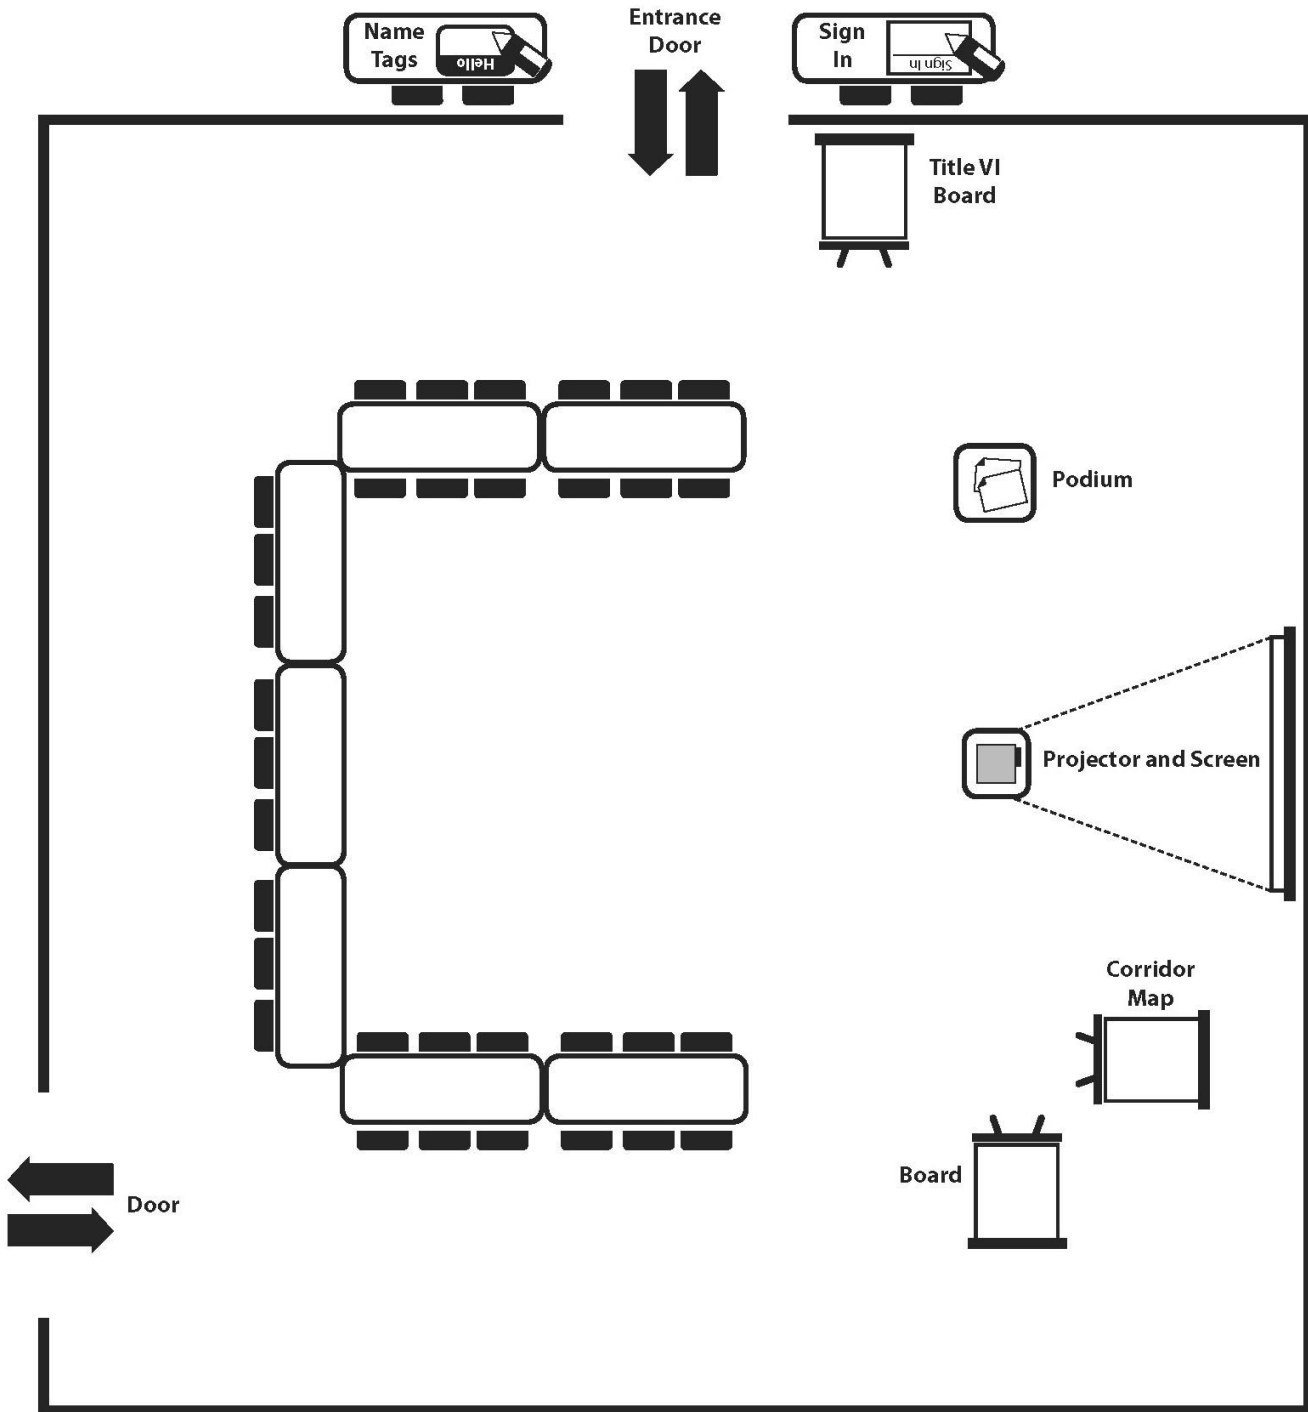 Name
Tags
Hello
Entrance
Door
Sign
In
Sign In
Title VI
Board
Podium
Projector and Screen
Corridor
Map
Board
Door